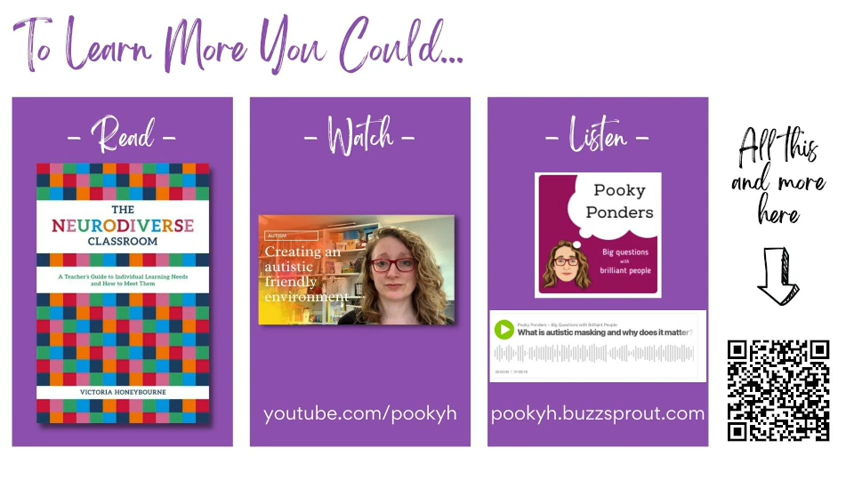 To Learn More You Could...
– Read –
THE
NEURODIVERSE
CLASSROOM
A Teacher's Guide to Individual Learning Needs
and How to Meet Them
VICTORIA HONEYBOURNE
– Watch –
AUTISM
Creating an
autistic
friendly
environment
youtube.com/pookyh
– Listen –
Pooky
Ponders
Big questions
with
brilliant people
Pooky Ponders - Big Questions with Brilliant People
What is autistic masking and why does it matter?
pookyh.buzzsprout.com
All this
and more
here